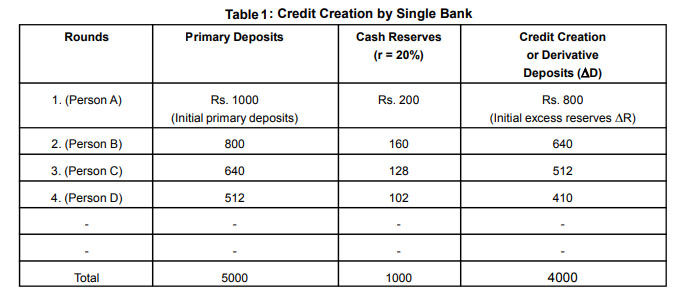 Table 1: Credit Creation by Single Bank
Rounds Primary Deposits Cash Reserves Credit Creation
(r = 20%) or Derivative
Deposits (ΔD)
1. (Person A) Rs. 1000 Rs. 200 Rs. 800
(Initial primary deposits) (Initial excess reserves ΔR)
2. (Person B) 800 160 640
3. (Person C) 640 128 512
4. (Person D) 512 102 410
- - - -
- - - -
Total 5000 1000 4000